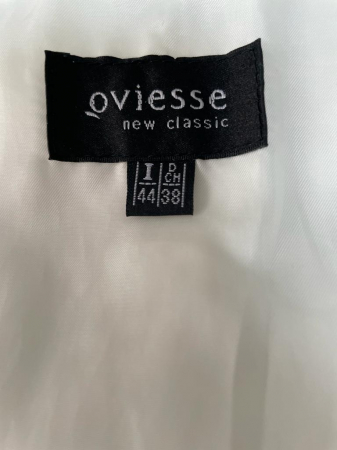 oviesse
new classic
I D
CH
44 38